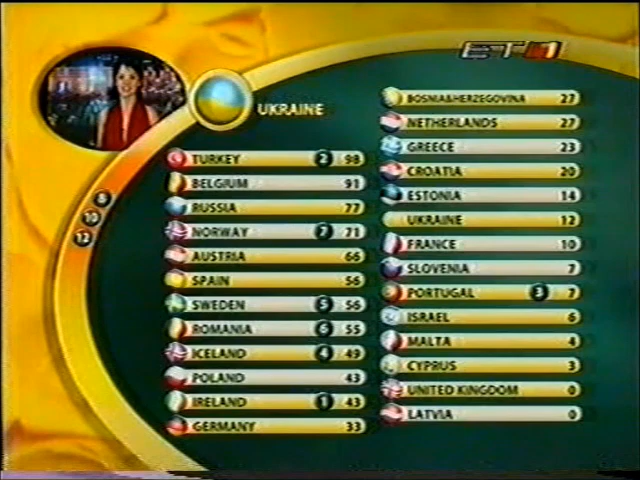 ET1
UKRAINE
8
10
12
TURKEY 2 98
BELGIUM 91
RUSSIA 77
NORWAY 7 71
AUSTRIA 66
SPAIN 56
SWEDEN 5 56
ROMANIA 6 55
ICELAND 4 49
POLAND 43
IRELAND 1 43
GERMANY 33
BOSNIA&HERZEGOVINA 27
NETHERLANDS 27
GREECE 23
CROATIA 20
ESTONIA 14
UKRAINE 12
FRANCE 10
SLOVENIA 7
PORTUGAL 3 7
ISRAEL 6
MALTA 4
CYPRUS 3
UNITED KINGDOM 0
LATVIA 0